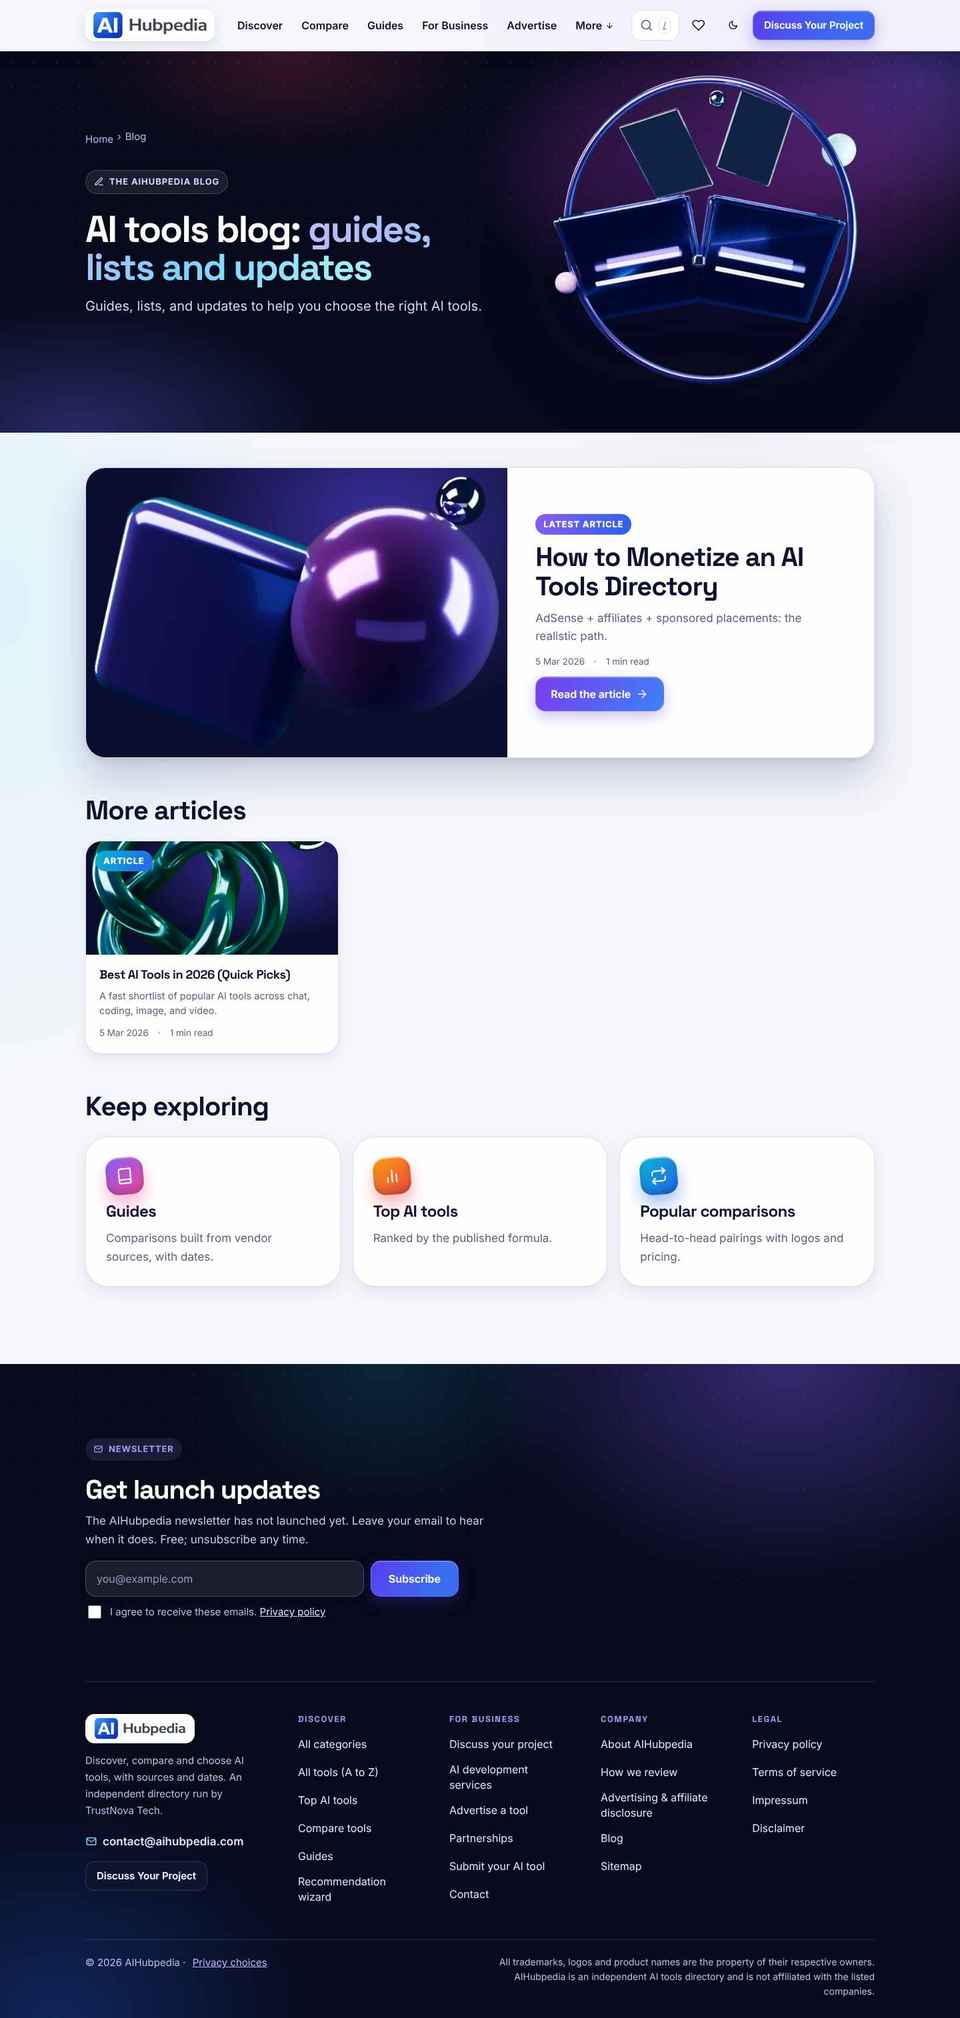 AI Hubpedia
Discover Compare Guides For Business Advertise More ↓ / Discuss Your Project
Home › Blog
THE AIHUBPEDIA BLOG
AI tools blog: guides,
lists and updates
Guides, lists, and updates to help you choose the right AI tools.
LATEST ARTICLE
How to Monetize an AI
Tools Directory
AdSense + affiliates + sponsored placements: the
realistic path.
5 Mar 2026 · 1 min read
Read the article →
More articles
ARTICLE
Best AI Tools in 2026 (Quick Picks)
A fast shortlist of popular AI tools across chat,
coding, image, and video.
5 Mar 2026 · 1 min read
Keep exploring
Guides
Comparisons built from vendor
sources, with dates.
Top AI tools
Ranked by the published formula.
Popular comparisons
Head-to-head pairings with logos and
pricing.
NEWSLETTER
Get launch updates
The AIHubpedia newsletter has not launched yet. Leave your email to hear
when it does. Free; unsubscribe any time.
you@example.com Subscribe
I agree to receive these emails. Privacy policy
AI Hubpedia
Discover, compare and choose AI
tools, with sources and dates. An
independent directory run by
TrustNova Tech.
contact@aihubpedia.com
Discuss Your Project
DISCOVER
All categories
All tools (A to Z)
Top AI tools
Compare tools
Guides
Recommendation
wizard
FOR BUSINESS
Discuss your project
AI development
services
Advertise a tool
Partnerships
Submit your AI tool
Contact
COMPANY
About AIHubpedia
How we review
Advertising & affiliate
disclosure
Blog
Sitemap
LEGAL
Privacy policy
Terms of service
Impressum
Disclaimer
© 2026 AIHubpedia · Privacy choices
All trademarks, logos and product names are the property of their respective owners.
AIHubpedia is an independent AI tools directory and is not affiliated with the listed
companies.